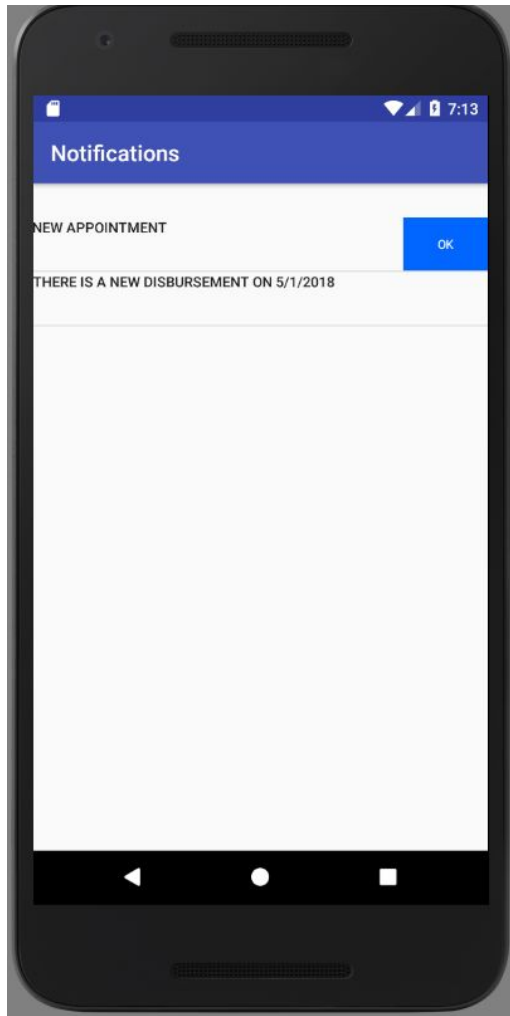 7:13
Notifications
NEW APPOINTMENT
OK
THERE IS A NEW DISBURSEMENT ON 5/1/2018